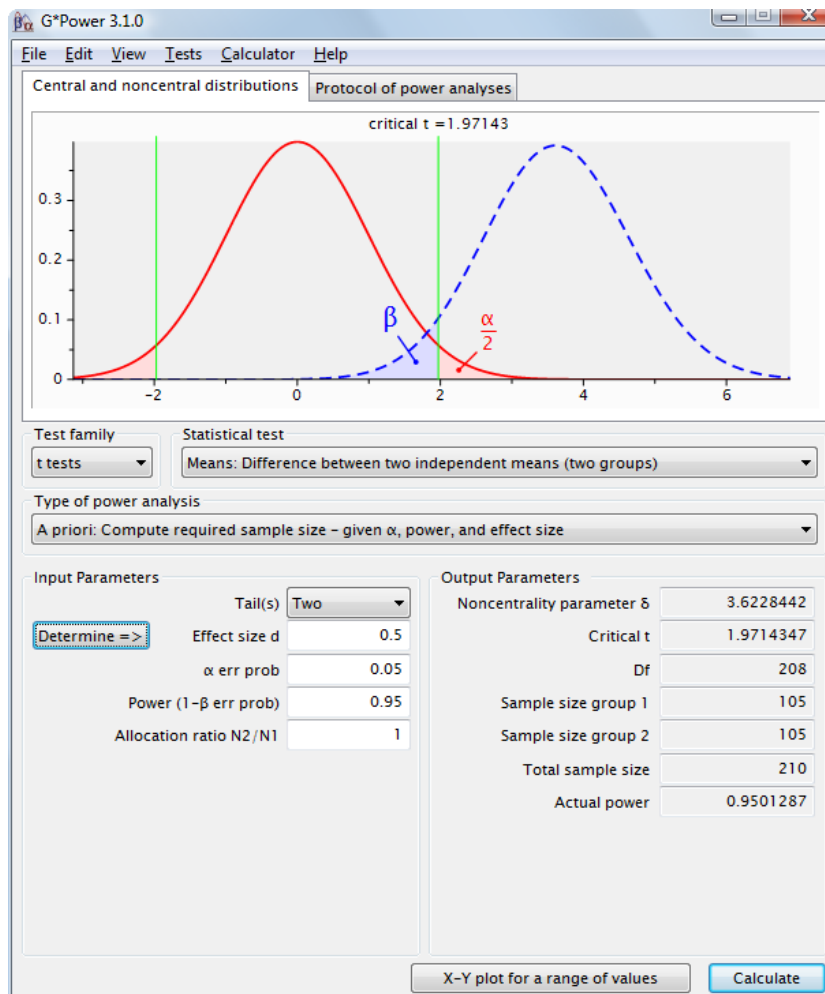 βα G*Power 3.1.0
File Edit View Tests Calculator Help
Central and noncentral distributions Protocol of power analyses
critical t =1.97143
0.3
0.2
0.1
0
β
α
2
-2 0 2 4 6
Test family Statistical test
t tests Means: Difference between two independent means (two groups)
Type of power analysis
A priori: Compute required sample size – given α, power, and effect size
Input Parameters
Tail(s) Two
Determine => Effect size d 0.5
α err prob 0.05
Power (1-β err prob) 0.95
Allocation ratio N2/N1 1
Output Parameters
Noncentrality parameter δ 3.6228442
Critical t 1.9714347
Df 208
Sample size group 1 105
Sample size group 2 105
Total sample size 210
Actual power 0.9501287
X-Y plot for a range of values Calculate